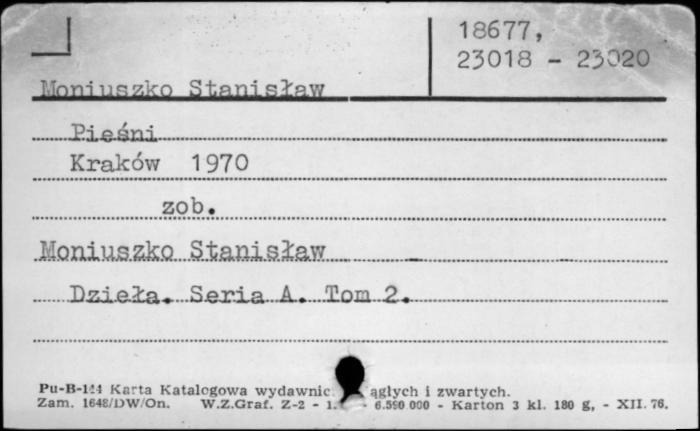 18677,
23018 - 23020
Moniuszko Stanisław
Pieśni
Kraków 1970
zob.
Moniuszko Stanisław
Dzieła. Seria A. Tom 2.
Pu-B-144 Karta Katalogowa wydawnic ągłych i zwartych.
Zam. 1648/DW/On. W.Z.Graf. Z-2 - 1. - 6.590 000 - Karton 3 kl. 180 g, - XII. 76.